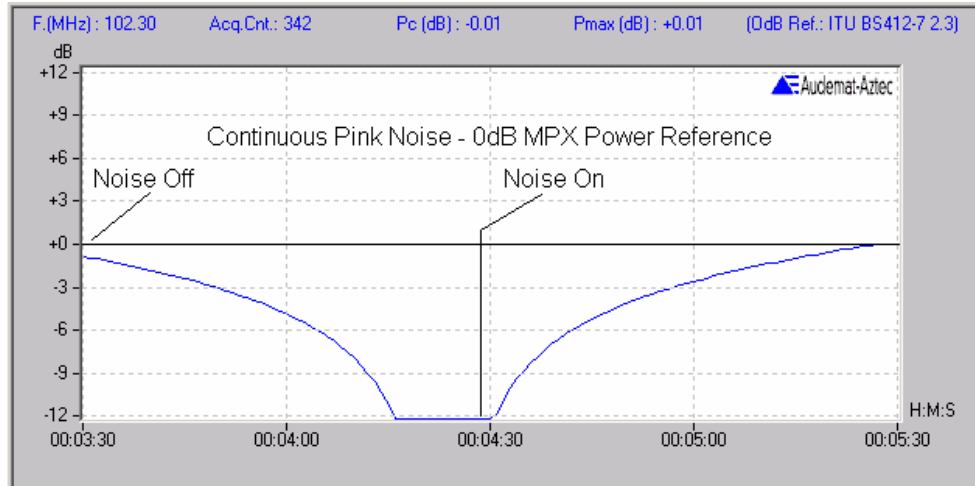 F.(MHz) : 102.30 Acq.Cnt.: 342 Pc (dB) : -0.01 Pmax (dB) : +0.01 (0dB Ref.: ITU BS412-7 2.3)
dB
+12
Audemat-Aztec
+9
Continuous Pink Noise - 0dB MPX Power Reference
+6
Noise Off Noise On
+3
+0
-3
-6
-9
-12
H:M:S
00:03:30 00:04:00 00:04:30 00:05:00 00:05:30